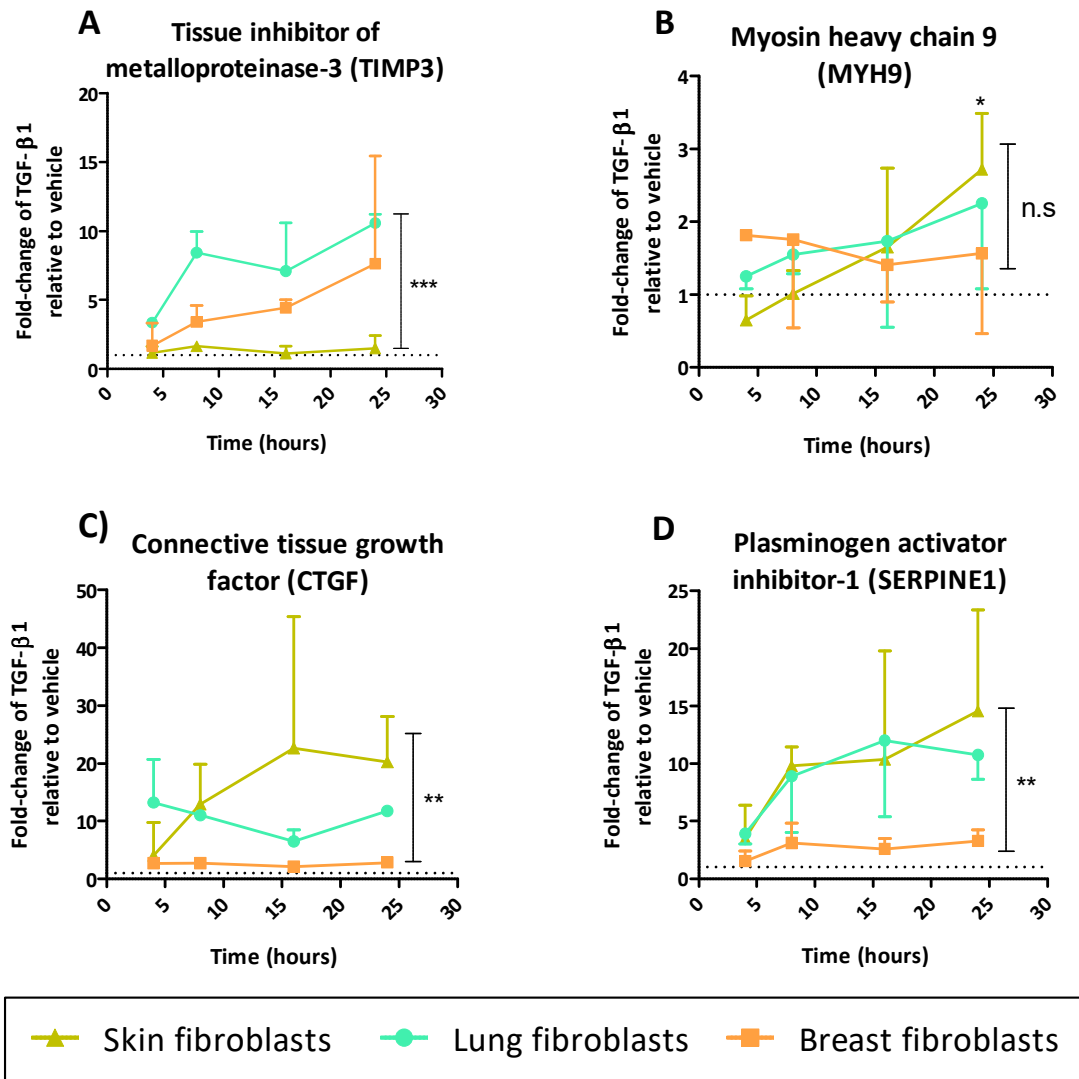 A
Tissue inhibitor of
metalloproteinase-3 (TIMP3)
Fold-change of TGF-β1
relative to vehicle
20
15
10
5
0
***
0 5 10 15 20 25 30
Time (hours)
B
Myosin heavy chain 9
(MYH9)
Fold-change of TGF-β1
relative to vehicle
4
3
2
1
0
*
n.s
0 5 10 15 20 25 30
Time (hours)
C)
Connective tissue growth
factor (CTGF)
Fold-change of TGF-β1
relative to vehicle
50
40
30
20
10
0
**
0 5 10 15 20 25 30
Time (hours)
D
Plasminogen activator
inhibitor-1 (SERPINE1)
Fold-change of TGF-β1
relative to vehicle
25
20
15
10
5
0
**
0 5 10 15 20 25 30
Time (hours)
Skin fibroblasts Lung fibroblasts Breast fibroblasts